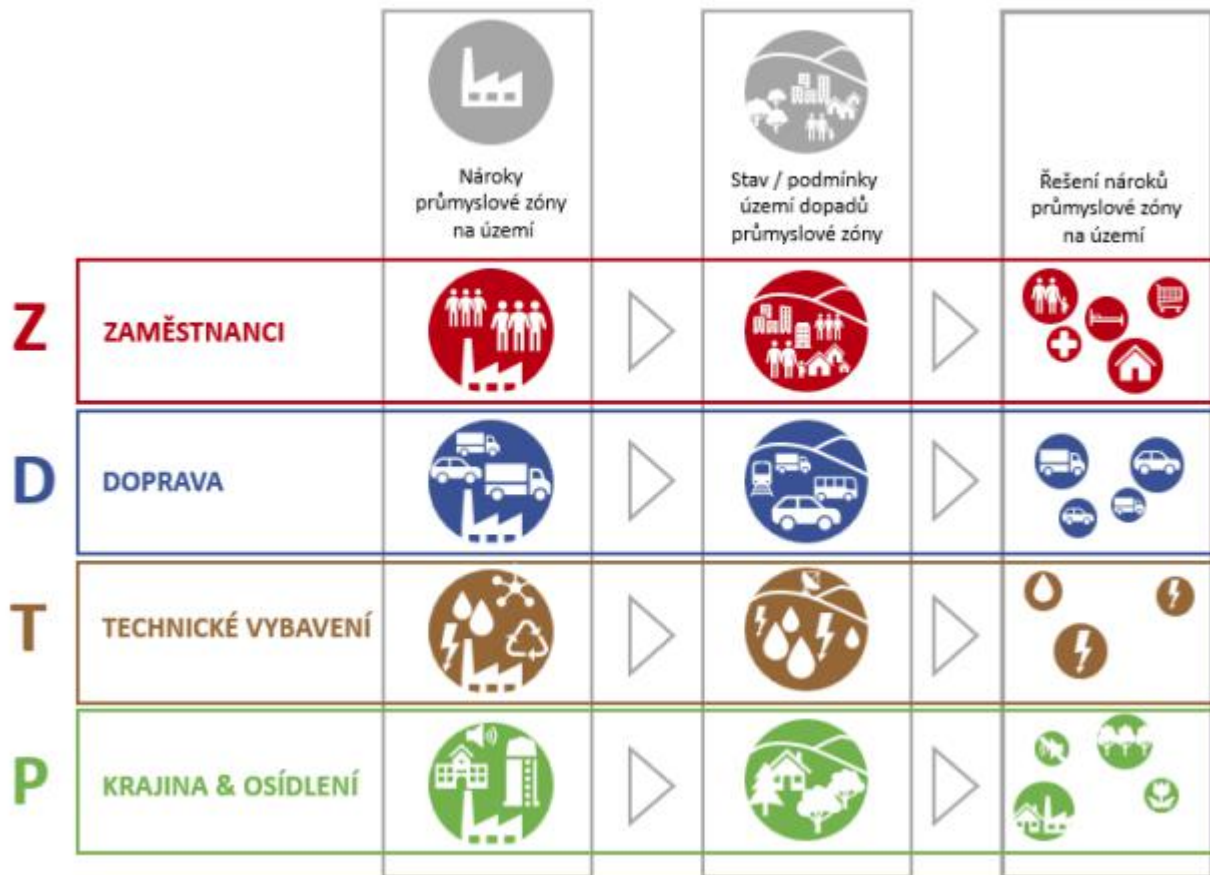 Nároky
průmyslové zóny
na území
Stav / podmínky
území dopadů
průmyslové zóny
Řešení nároků
průmyslové zóny
na území
Z
ZAMĚSTNANCI
D
DOPRAVA
T
TECHNICKÉ VYBAVENÍ
P
KRAJINA & OSÍDLENÍ